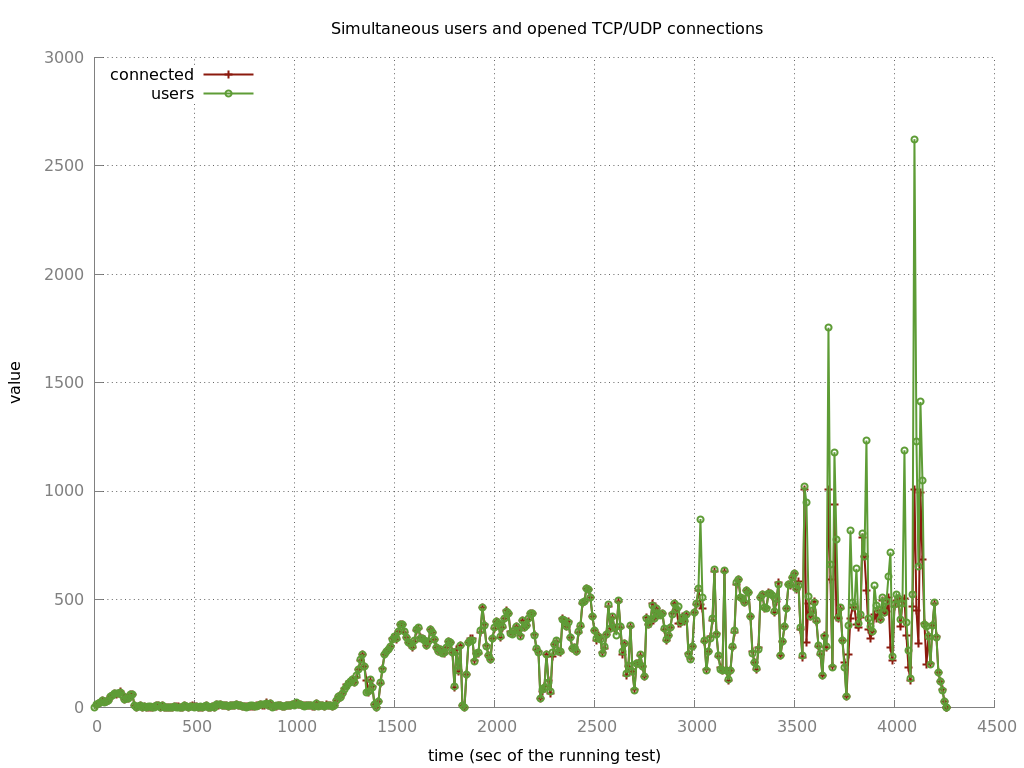 Simultaneous users and opened TCP/UDP connections
3000
connected
users
2500
2000
1500
value
1000
500
0
0 500 1000 1500 2000 2500 3000 3500 4000 4500
time (sec of the running test)